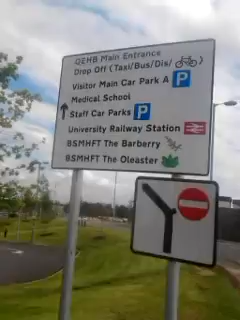 QEHB Main Entrance
Drop Off (Taxi/Bus/Dis/ )
Visitor Main Car Park A P
Medical School
Staff Car Parks P
University Railway Station
BSMHFT The Barberry
BSMHFT The Oleaster